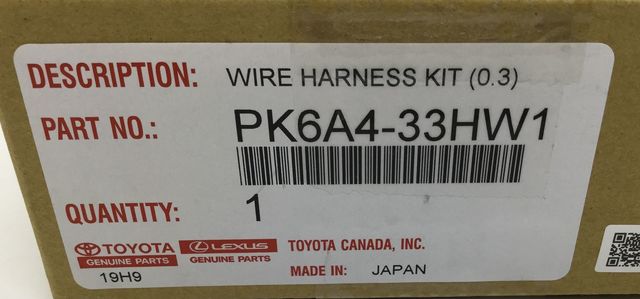 DESCRIPTION: WIRE HARNESS KIT (0.3)
PART NO.: PK6A4-33HW1
QUANTITY: 1
TOYOTA LEXUS TOYOTA CANADA, INC.
GENUINE PARTS GENUINE PARTS
19H9 MADE IN: JAPAN